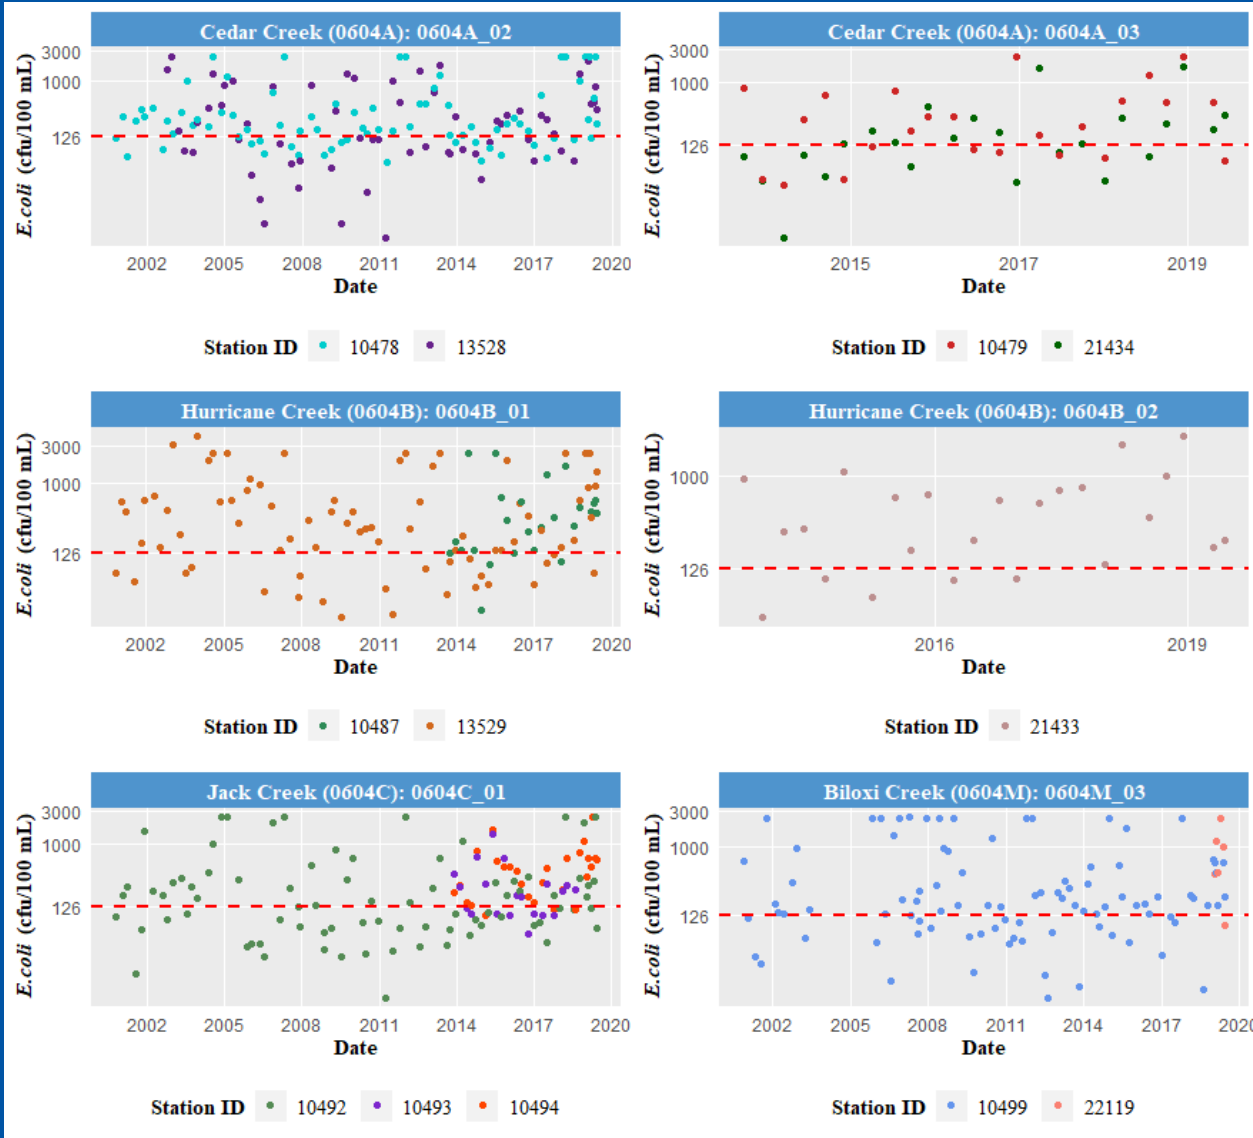 Cedar Creek (0604A): 0604A_02
3000
1000
126
E.coli (cfu/100 mL)
2002 2005 2008 2011 2014 2017 2020
Date
Station ID 10478 13528
Cedar Creek (0604A): 0604A_03
3000
1000
126
E.coli (cfu/100 mL)
2015 2017 2019
Date
Station ID 10479 21434
Hurricane Creek (0604B): 0604B_01
3000
1000
126
E.coli (cfu/100 mL)
2002 2005 2008 2011 2014 2017 2020
Date
Station ID 10487 13529
Hurricane Creek (0604B): 0604B_02
1000
126
E.coli (cfu/100 mL)
2016 2019
Date
Station ID 21433
Jack Creek (0604C): 0604C_01
3000
1000
126
E.coli (cfu/100 mL)
2002 2005 2008 2011 2014 2017 2020
Date
Station ID 10492 10493 10494
Biloxi Creek (0604M): 0604M_03
3000
1000
126
E.coli (cfu/100 mL)
2002 2005 2008 2011 2014 2017 2020
Date
Station ID 10499 22119